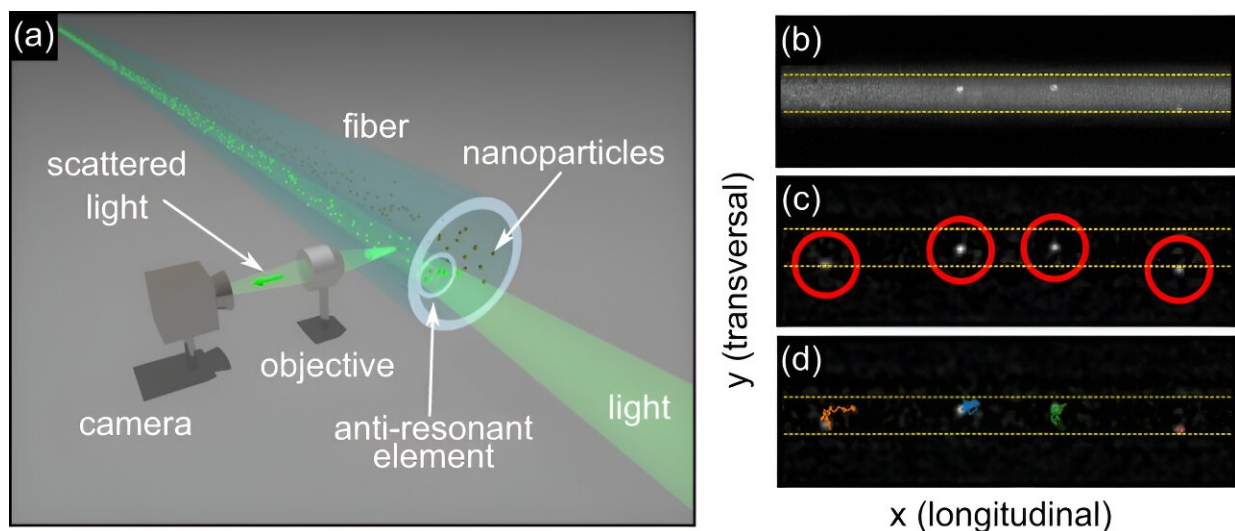 (a)
fiber
nanoparticles
scattered
light
objective
camera
anti-resonant
element
light
(b)
(c)
(d)
y (transversal)
x (longitudinal)